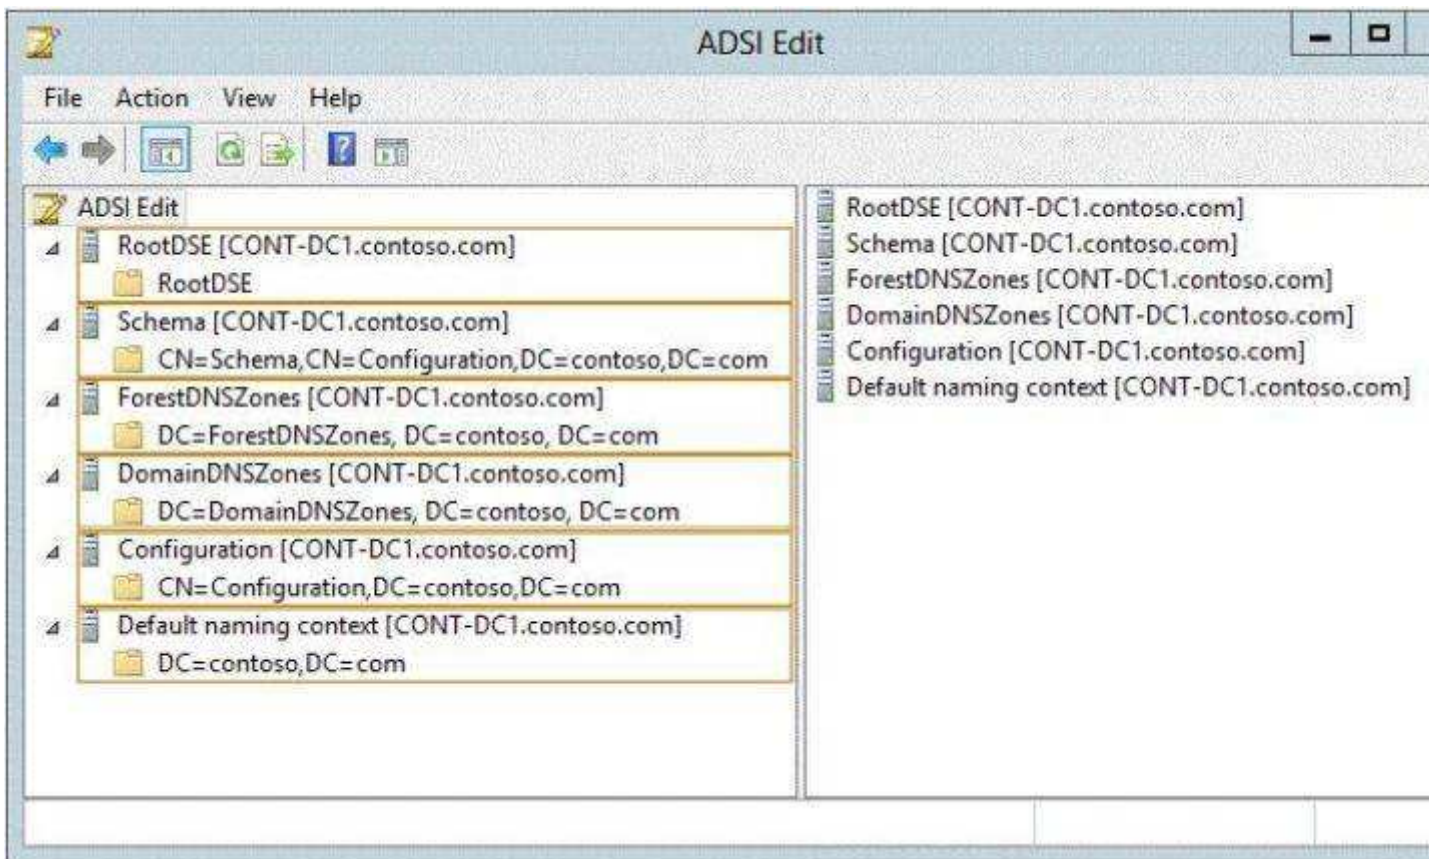 ADSI Edit
File Action View Help
ADSI Edit
RootDSE [CONT-DC1.contoso.com]
RootDSE
Schema [CONT-DC1.contoso.com]
CN=Schema,CN=Configuration,DC=contoso,DC=com
ForestDNSZones [CONT-DC1.contoso.com]
DC=ForestDNSZones, DC=contoso, DC=com
DomainDNSZones [CONT-DC1.contoso.com]
DC=DomainDNSZones, DC=contoso, DC=com
Configuration [CONT-DC1.contoso.com]
CN=Configuration,DC=contoso,DC=com
Default naming context [CONT-DC1.contoso.com]
DC=contoso,DC=com
RootDSE [CONT-DC1.contoso.com]
Schema [CONT-DC1.contoso.com]
ForestDNSZones [CONT-DC1.contoso.com]
DomainDNSZones [CONT-DC1.contoso.com]
Configuration [CONT-DC1.contoso.com]
Default naming context [CONT-DC1.contoso.com]